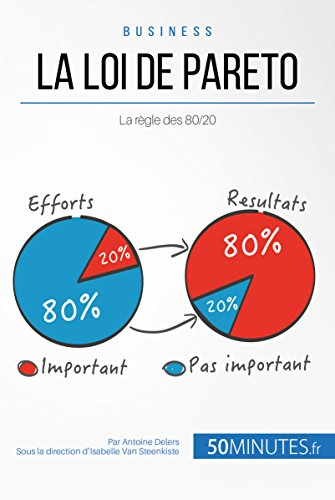 BUSINESS
LA LOI DE PARETO
La règle des 80/20
Efforts
Resultats
20%
80%
80%
20%
Important
Pas important
Par Antoine Delers
Sous la direction d'Isabelle Van Steenkiste
50MINUTES.fr